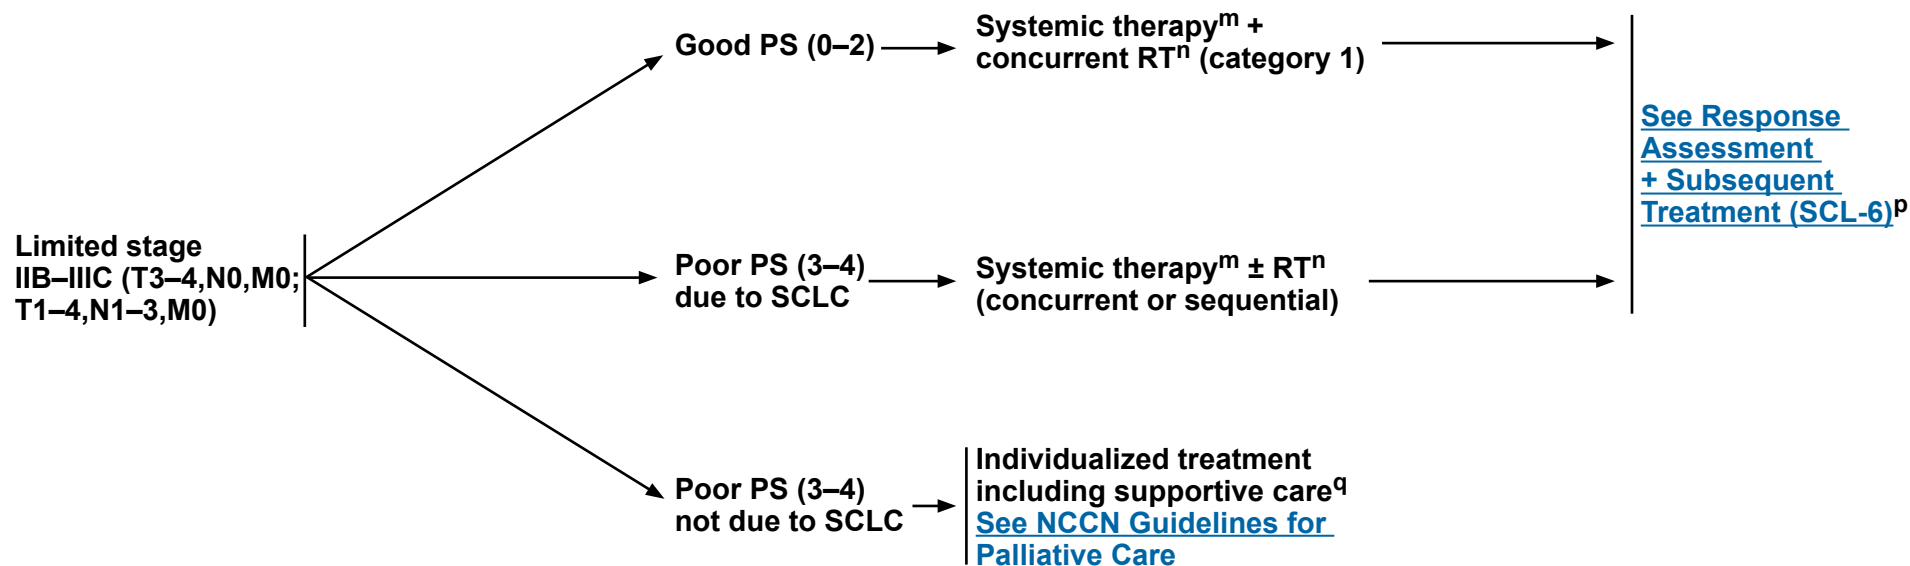 Limited stage
IIB–IIIC (T3–4,N0,M0;
T1–4,N1–3,M0)
Good PS (0–2)
Systemic therapyᵐ +
concurrent RTⁿ (category 1)
Poor PS (3–4)
due to SCLC
Systemic therapyᵐ ± RTⁿ
(concurrent or sequential)
See Response
Assessment
+ Subsequent
Treatment (SCL-6)ᵖ
Poor PS (3–4)
not due to SCLC
Individualized treatment
including supportive care^q
See NCCN Guidelines for
Palliative Care